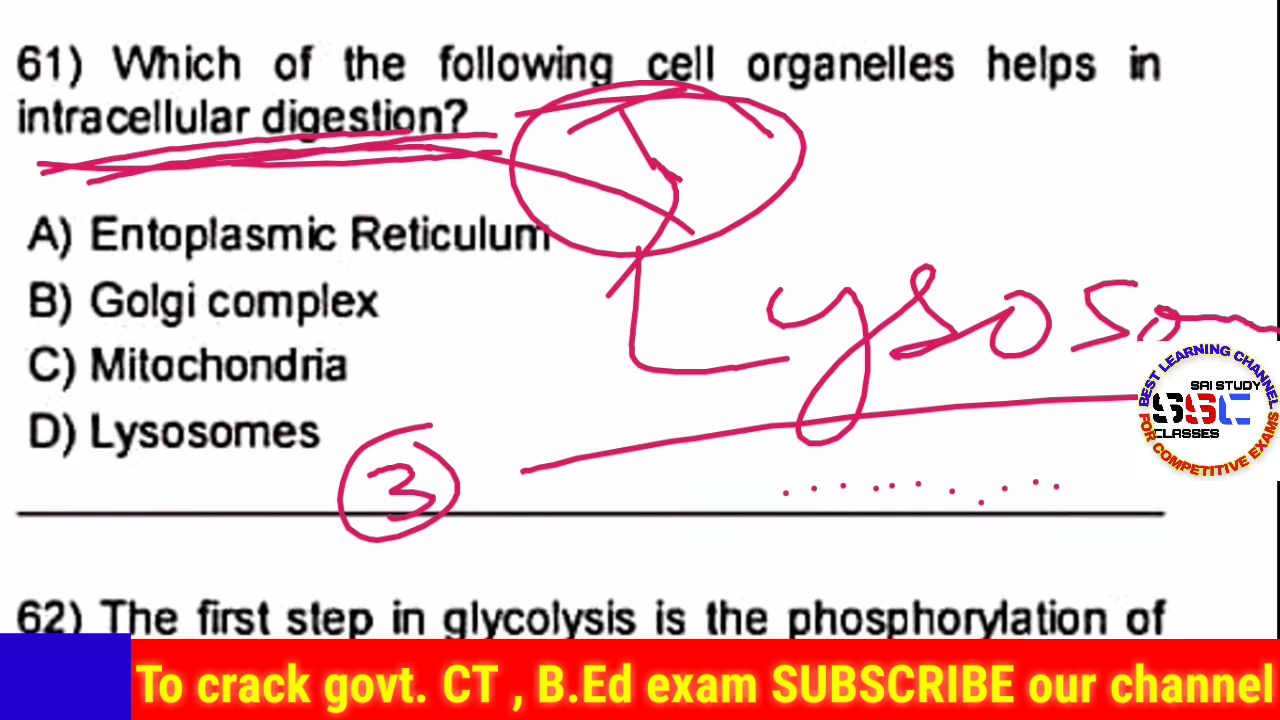 61) Which of the following cell organelles helps in
intracellular digestion?
A) Entoplasmic Reticulum
B) Golgi complex
Lysosom
C) Mitochondria
D) Lysosomes
3
BEST LEARNING CHANNEL
SAI STUDY
SSC
CLASSES
FOR COMPETITIVE EXAMS
62) The first step in glycolysis is the phosphorylation of
To crack govt. CT , B.Ed exam SUBSCRIBE our channel